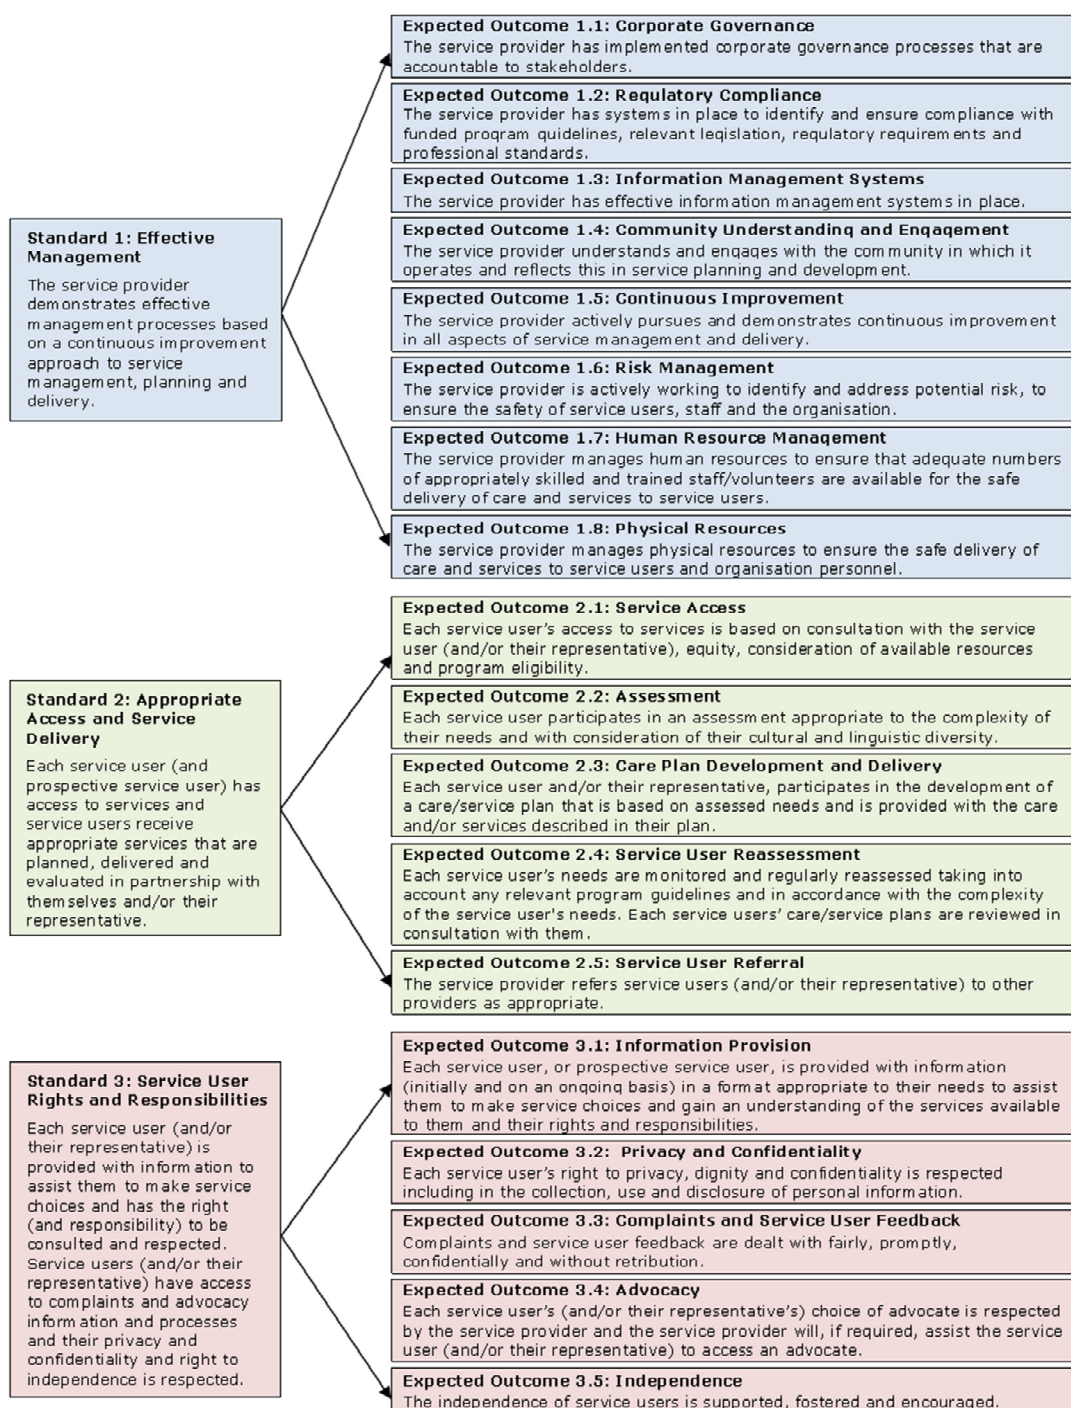 Expected Outcome 1.1: Corporate Governance
The service provider has implemented corporate governance processes that are
accountable to stakeholders.
Expected Outcome 1.2: Requlatory Compliance
The service provider has systems in place to identify and ensure compliance with
funded program quidelines, relevant leqislation, requlatory requirements and
professional standards.
Expected Outcome 1.3: Information Management Systems
The service provider has effective information management systems in place.
Standard 1: Effective
Management
The service provider
demonstrates effective
management processes based
on a continuous improvement
approach to service
management, planning and
delivery.
Expected Outcome 1.4: Community Understanding and Enqaqement
The service provider understands and enqaqes with the community in which it
operates and reflects this in service planning and development.
Expected Outcome 1.5: Continuous Improvement
The service provider actively pursues and demonstrates continuous improvement
in all aspects of service management and delivery.
Expected Outcome 1.6: Risk Management
The service provider is actively working to identify and address potential risk, to
ensure the safety of service users, staff and the organisation.
Expected Outcome 1.7: Human Resource Management
The service provider manages human resources to ensure that adequate numbers
of appropriately skilled and trained staff/volunteers are available for the safe
delivery of care and services to service users.
Expected Outcome 1.8: Physical Resources
The service provider manages physical resources to ensure the safe delivery of
care and services to service users and organisation personnel.
Standard 2: Appropriate
Access and Service
Delivery
Each service user (and
prospective service user) has
access to services and
service users receive
appropriate services that are
planned, delivered and
evaluated in partnership with
themselves and/or their
representative.
Expected Outcome 2.1: Service Access
Each service user's access to services is based on consultation with the service
user (and/or their representative), equity, consideration of available resources
and program eligibility.
Expected Outcome 2.2: Assessment
Each service user participates in an assessment appropriate to the complexity of
their needs and with consideration of their cultural and linguistic diversity.
Expected Outcome 2.3: Care Plan Development and Delivery
Each service user and/or their representative, participates in the development of
a care/service plan that is based on assessed needs and is provided with the care
and/or services described in their plan.
Expected Outcome 2.4: Service User Reassessment
Each service user's needs are monitored and regularly reassessed taking into
account any relevant program guidelines and in accordance with the complexity
of the service user's needs. Each service users' care/service plans are reviewed in
consultation with them.
Expected Outcome 2.5: Service User Referral
The service provider refers service users (and/or their representative) to other
providers as appropriate.
Standard 3: Service User
Rights and Responsibilities
Each service user (and/or
their representative) is
provided with information to
assist them to make service
choices and has the right
(and responsibility) to be
consulted and respected.
Service users (and/or their
representative) have access
to complaints and advocacy
information and processes
and their privacy and
confidentiality and right to
independence is respected.
Expected Outcome 3.1: Information Provision
Each service user, or prospective service user, is provided with information
(initially and on an ongoing basis) in a format appropriate to their needs to assist
them to make service choices and gain an understanding of the services available
to them and their rights and responsibilities.
Expected Outcome 3.2: Privacy and Confidentiality
Each service user's right to privacy, dignity and confidentiality is respected
including in the collection, use and disclosure of personal information.
Expected Outcome 3.3: Complaints and Service User Feedback
Complaints and service user feedback are dealt with fairly, promptly,
confidentially and without retribution.
Expected Outcome 3.4: Advocacy
Each service user's (and/or their representative's) choice of advocate is respected
by the service provider and the service provider will, if required, assist the service
user (and/or their representative) to access an advocate.
Expected Outcome 3.5: Independence
The independence of service users is supported, fostered and encouraged.